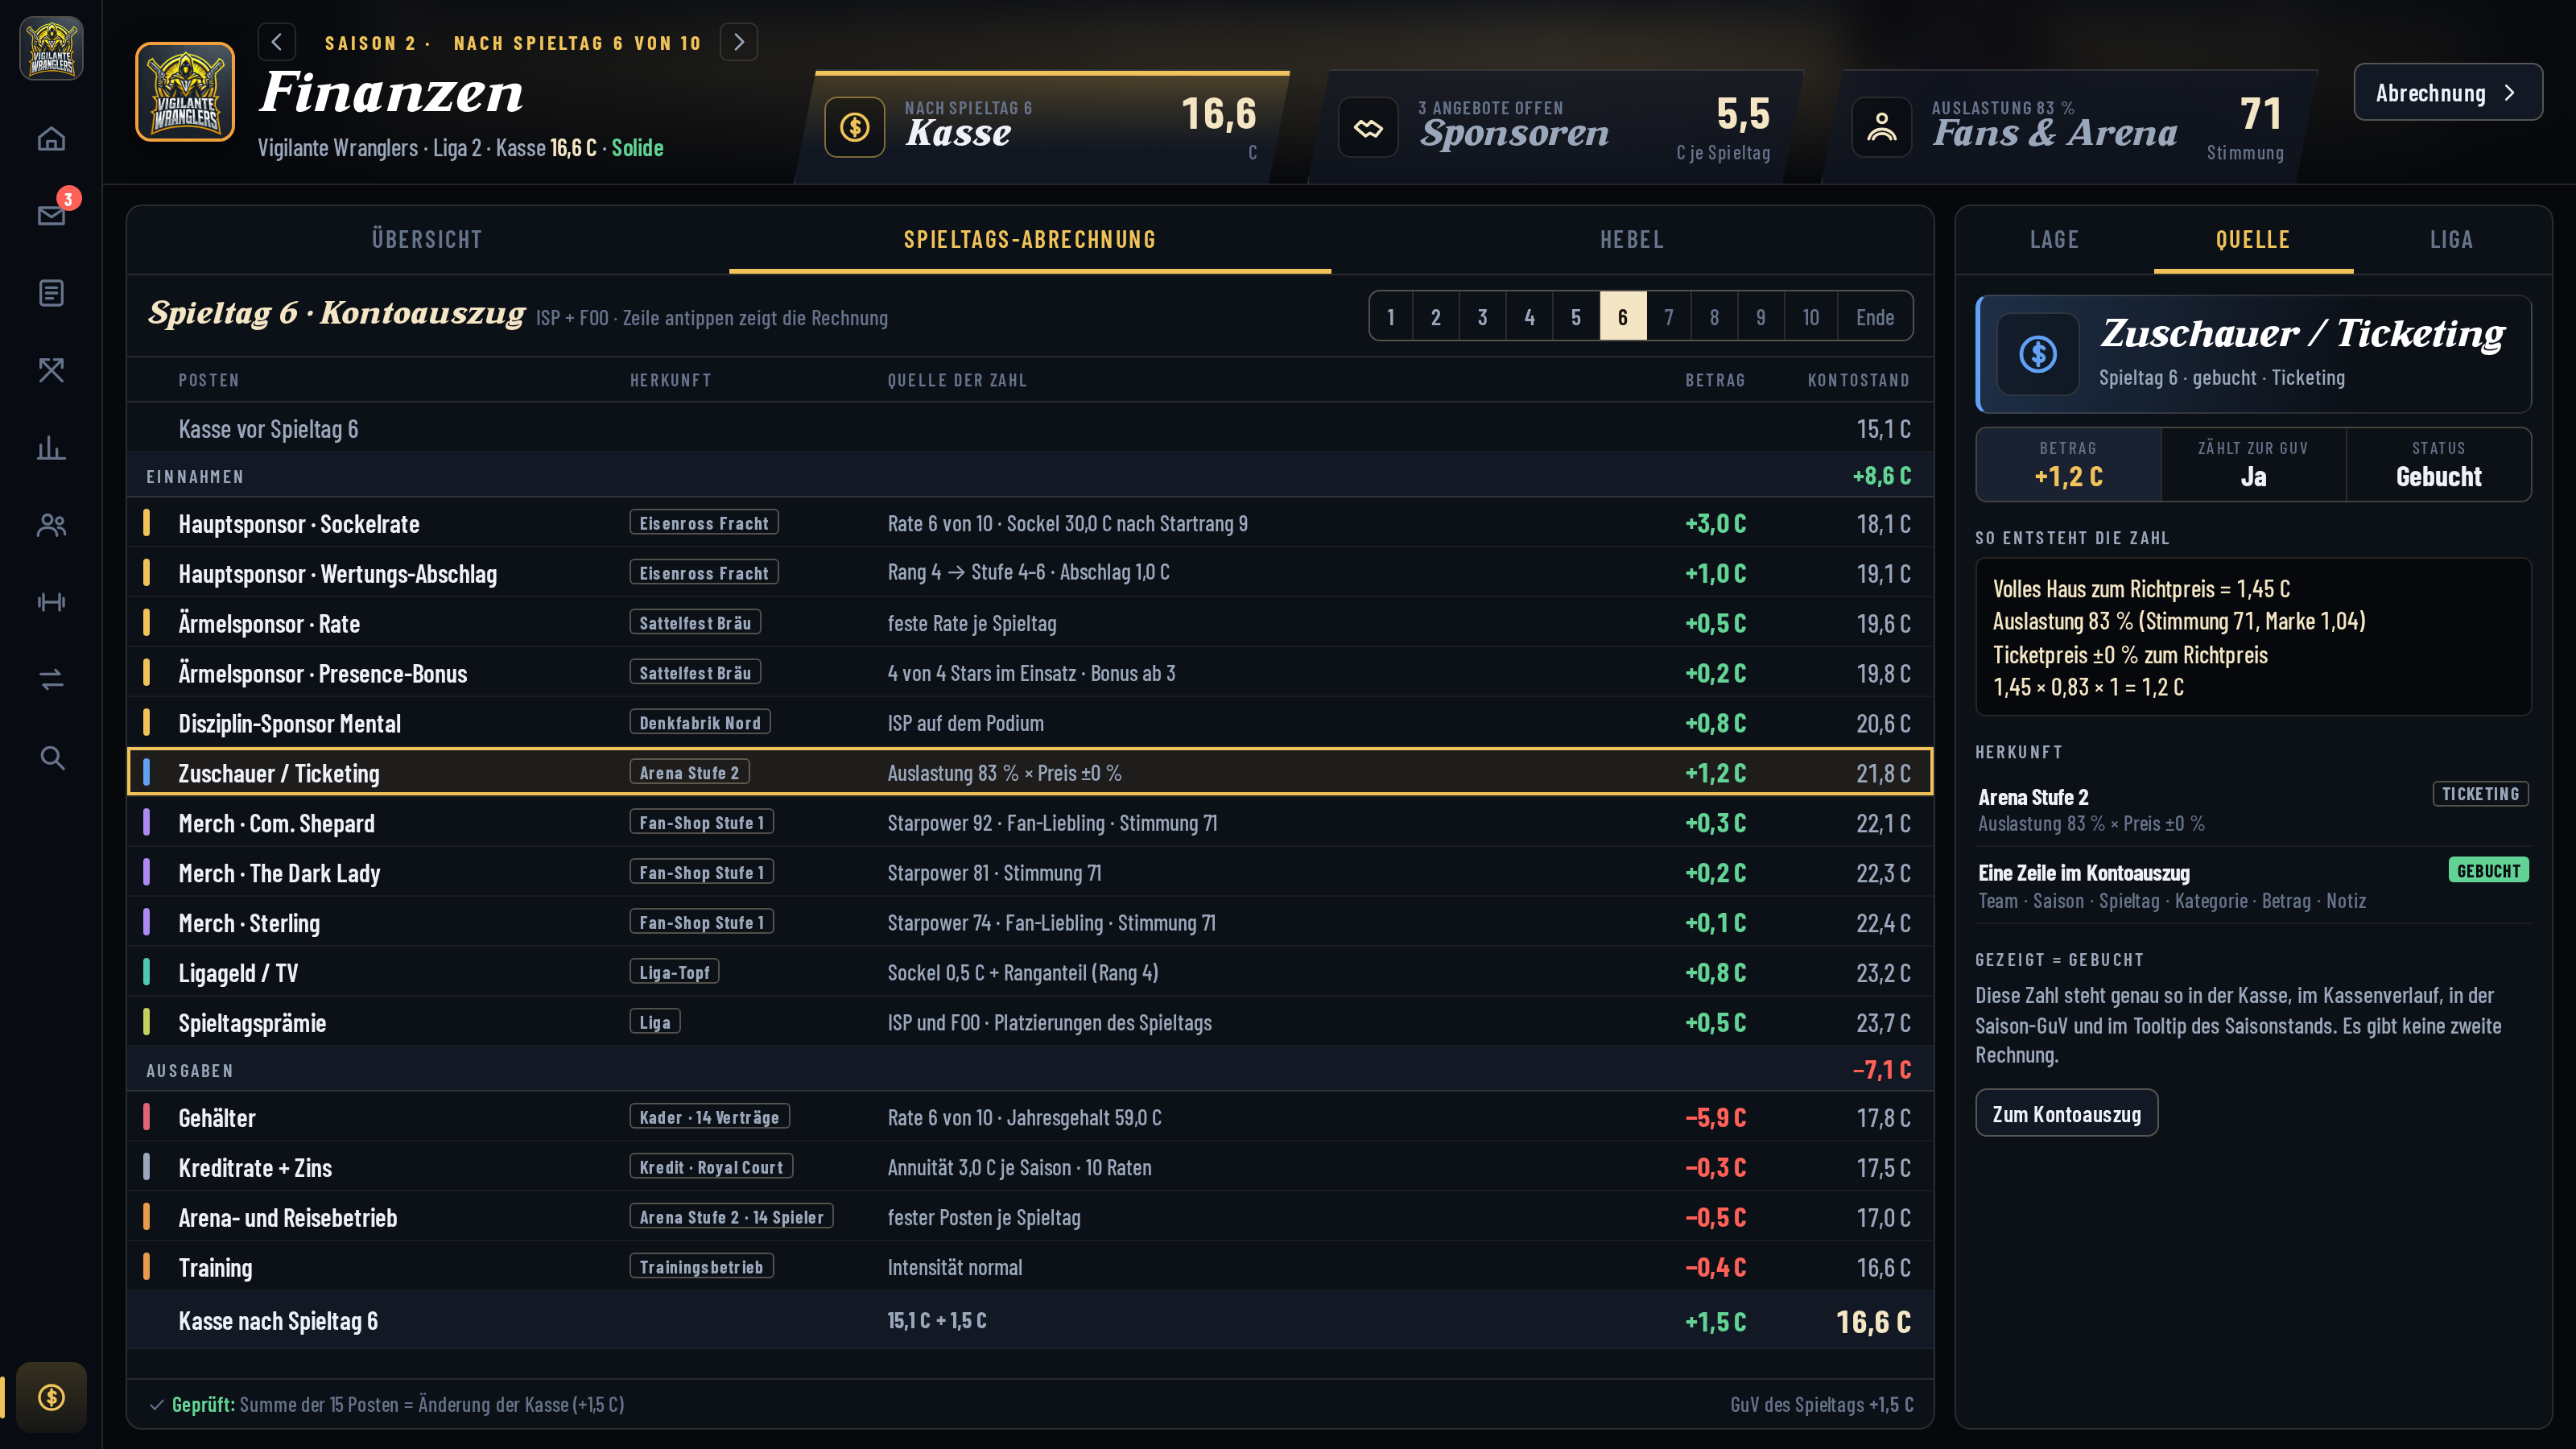 VIGILANTE
WRANGLERS
3
SAISON 2 · NACH SPIELTAG 6 VON 10
VIGILANTE
WRANGLERS
Finanzen
Vigilante Wranglers · Liga 2 · Kasse 16,6 C · Solide
NACH SPIELTAG 6
Kasse
16,6
C
3 ANGEBOTE OFFEN
Sponsoren
5,5
C je Spieltag
AUSLASTUNG 83 %
Fans & Arena
71
Stimmung
Abrechnung
ÜBERSICHT
SPIELTAGS-ABRECHNUNG
HEBEL
Spieltag 6 · Kontoauszug ISP + FOO · Zeile antippen zeigt die Rechnung
1 2 3 4 5 6 7 8 9 10 Ende
POSTEN HERKUNFT QUELLE DER ZAHL BETRAG KONTOSTAND
Kasse vor Spieltag 6 15,1 C
EINNAHMEN +8,6 C
Hauptsponsor · Sockelrate Eisenross Fracht Rate 6 von 10 · Sockel 30,0 C nach Startrang 9 +3,0 C 18,1 C
Hauptsponsor · Wertungs-Abschlag Eisenross Fracht Rang 4 → Stufe 4–6 · Abschlag 1,0 C +1,0 C 19,1 C
Ärmelsponsor · Rate Sattelfest Bräu feste Rate je Spieltag +0,5 C 19,6 C
Ärmelsponsor · Presence-Bonus Sattelfest Bräu 4 von 4 Stars im Einsatz · Bonus ab 3 +0,2 C 19,8 C
Disziplin-Sponsor Mental Denkfabrik Nord ISP auf dem Podium +0,8 C 20,6 C
Zuschauer / Ticketing Arena Stufe 2 Auslastung 83 % × Preis ±0 % +1,2 C 21,8 C
Merch · Com. Shepard Fan-Shop Stufe 1 Starpower 92 · Fan-Liebling · Stimmung 71 +0,3 C 22,1 C
Merch · The Dark Lady Fan-Shop Stufe 1 Starpower 81 · Stimmung 71 +0,2 C 22,3 C
Merch · Sterling Fan-Shop Stufe 1 Starpower 74 · Fan-Liebling · Stimmung 71 +0,1 C 22,4 C
Ligageld / TV Liga-Topf Sockel 0,5 C + Ranganteil (Rang 4) +0,8 C 23,2 C
Spieltagsprämie Liga ISP und FOO · Platzierungen des Spieltags +0,5 C 23,7 C
AUSGABEN −7,1 C
Gehälter Kader · 14 Verträge Rate 6 von 10 · Jahresgehalt 59,0 C −5,9 C 17,8 C
Kreditrate + Zins Kredit · Royal Court Annuität 3,0 C je Saison · 10 Raten −0,3 C 17,5 C
Arena- und Reisebetrieb Arena Stufe 2 · 14 Spieler fester Posten je Spieltag −0,5 C 17,0 C
Training Trainingsbetrieb Intensität normal −0,4 C 16,6 C
Kasse nach Spieltag 6 15,1 C + 1,5 C +1,5 C 16,6 C
✓ Geprüft: Summe der 15 Posten = Änderung der Kasse (+1,5 C)
GuV des Spieltags +1,5 C
LAGE
QUELLE
LIGA
Zuschauer / Ticketing
Spieltag 6 · gebucht · Ticketing
BETRAG
+1,2 C
ZÄHLT ZUR GUV
Ja
STATUS
Gebucht
SO ENTSTEHT DIE ZAHL
Volles Haus zum Richtpreis = 1,45 C
Auslastung 83 % (Stimmung 71, Marke 1,04)
Ticketpreis ±0 % zum Richtpreis
1,45 × 0,83 × 1 = 1,2 C
HERKUNFT
Arena Stufe 2 TICKETING
Auslastung 83 % × Preis ±0 %
Eine Zeile im Kontoauszug GEBUCHT
Team · Saison · Spieltag · Kategorie · Betrag · Notiz
GEZEIGT = GEBUCHT
Diese Zahl steht genau so in der Kasse, im Kassenverlauf, in der
Saison-GuV und im Tooltip des Saisonstands. Es gibt keine zweite
Rechnung.
Zum Kontoauszug